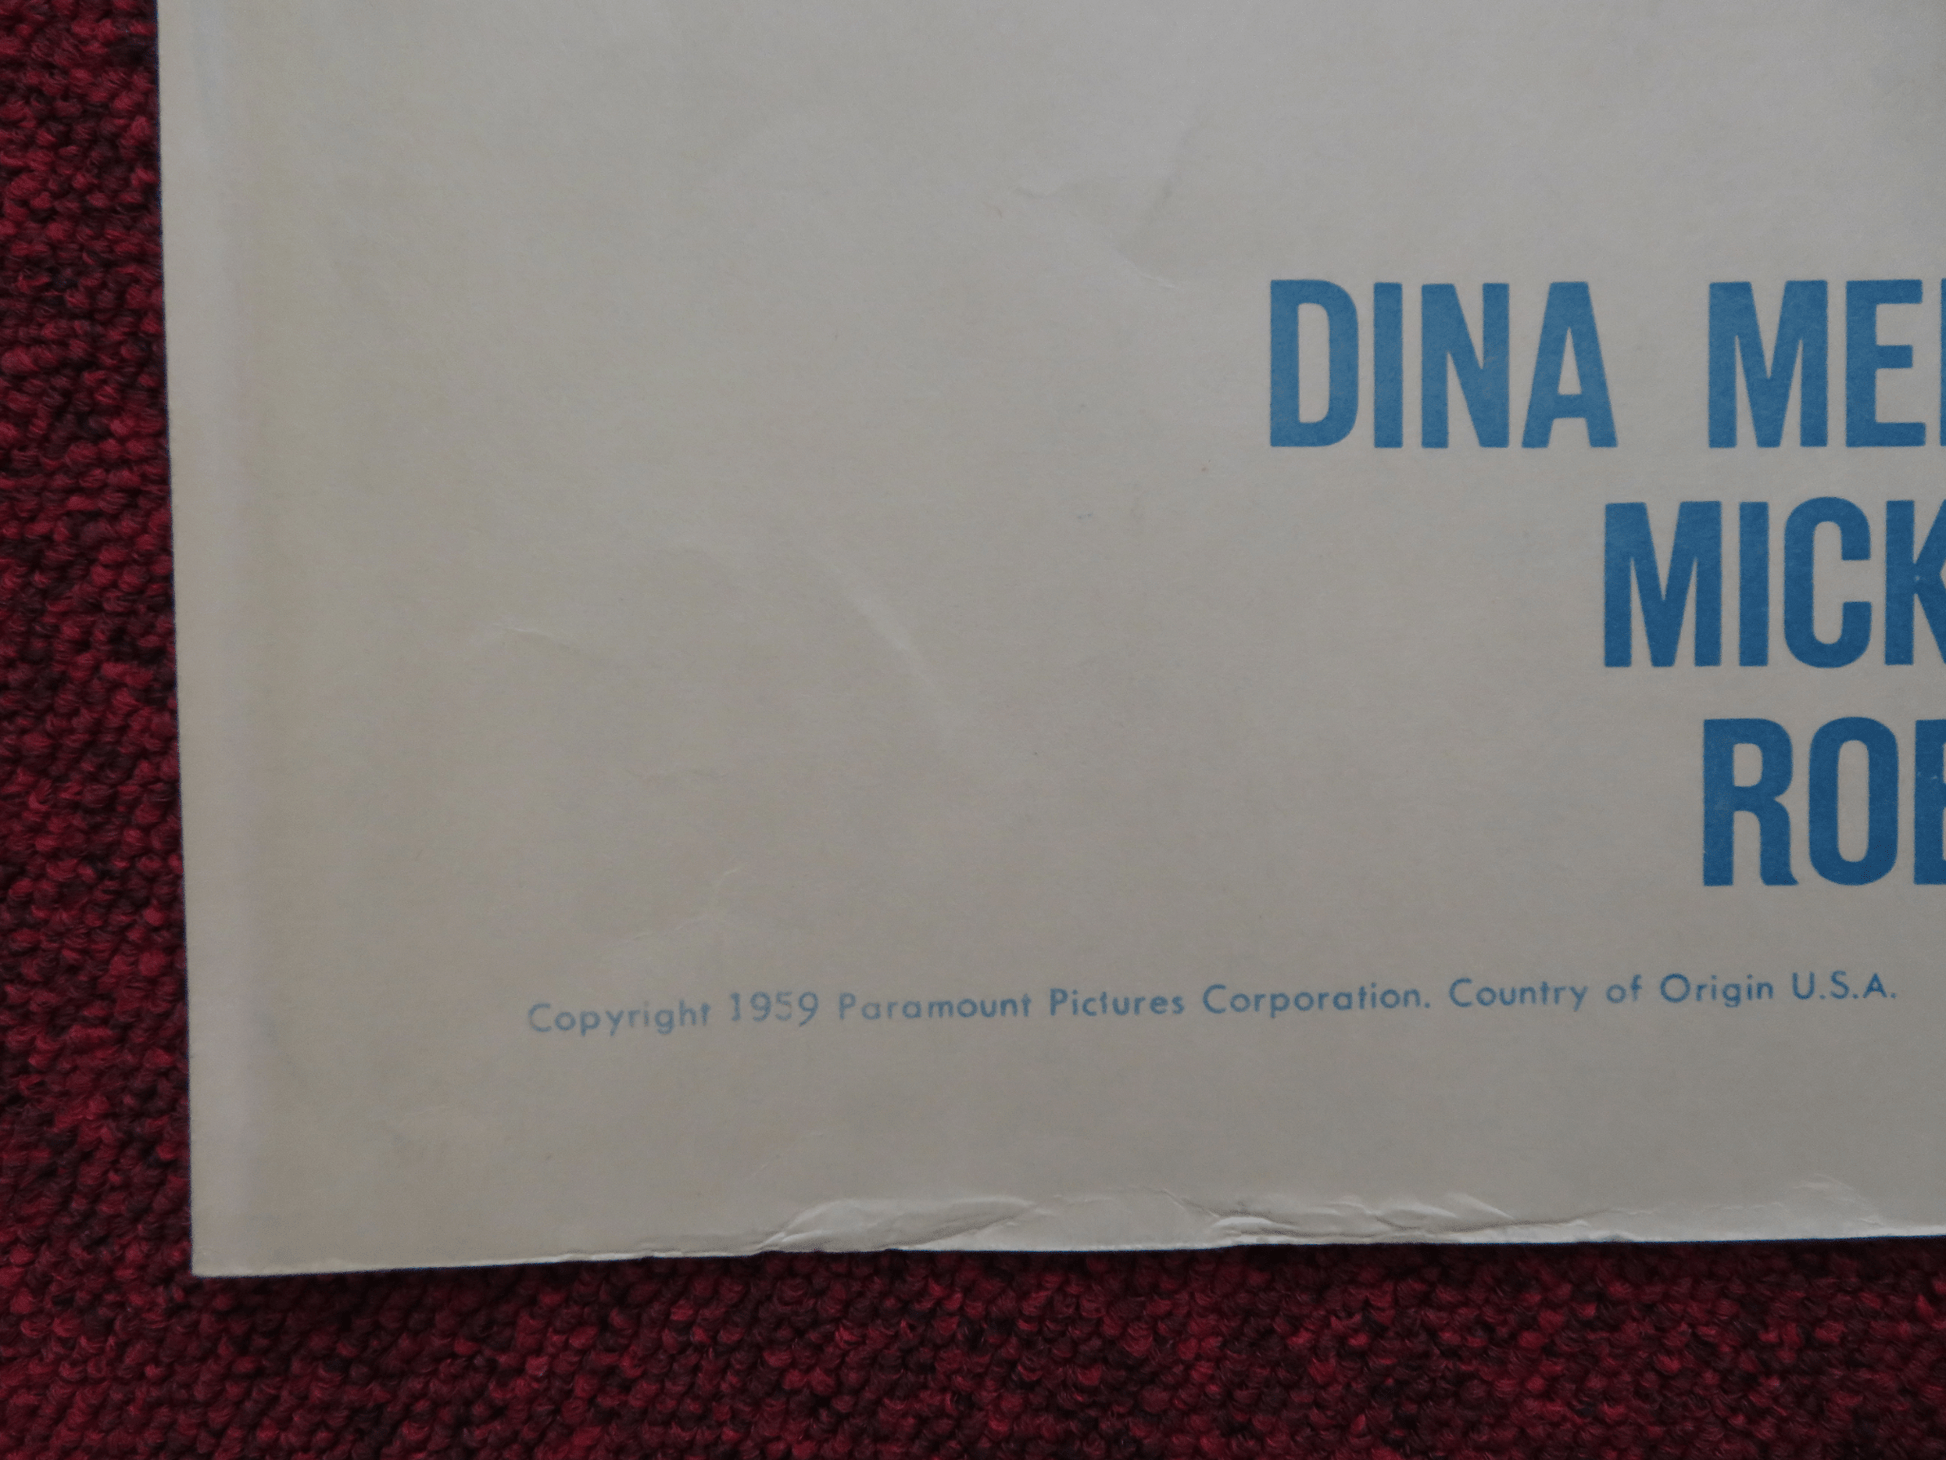 DINA ME
MICK
RO
Copyright 1959 Paramount Pictures Corporation. Country of Origin U.S.A.